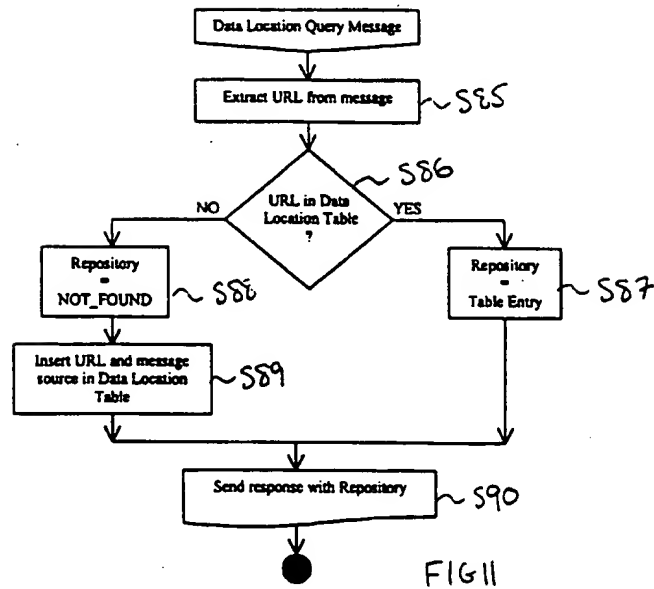 Data Location Query Message
Extract URL from message
S85
S86
URL in Data
Location Table
?
NO
YES
Repository
=
NOT_FOUND
S88
Repository
=
Table Entry
S87
Insert URL and message
source in Data Location
Table
S89
Send response with Repository
S90
FIG11